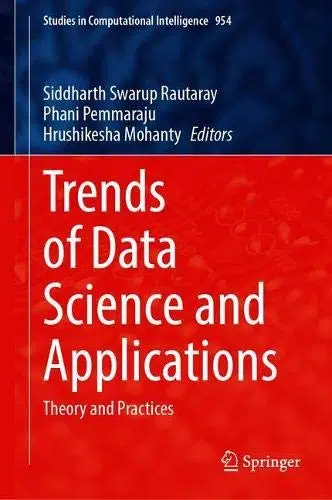 Studies in Computational Intelligence 954
Siddharth Swarup Rautaray
Phani Pemmaraju
Hrushikesha Mohanty Editors
Trends
of Data
Science and
Applications
Theory and Practices
Springer